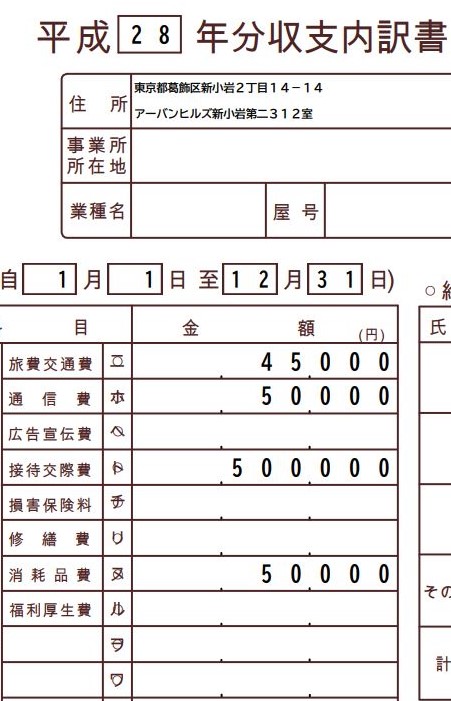 平成 28 年分収支内訳書
住所 東京都葛飾区新小岩2丁目14-14
アーバンヒルズ新小岩第二312室
事業所所在地
業種名 屋号
自 1 月 1 日 至 12 月 31 日)
目 金額 (円)
氏
旅費交通費 ニ 45000
通信費 ホ 50000
広告宣伝費 ヘ
接待交際費 ト 500000
損害保険料 チ
修繕費 リ
消耗品費 ヌ 50000
その
福利厚生費 ル
ヲ
計
ワ